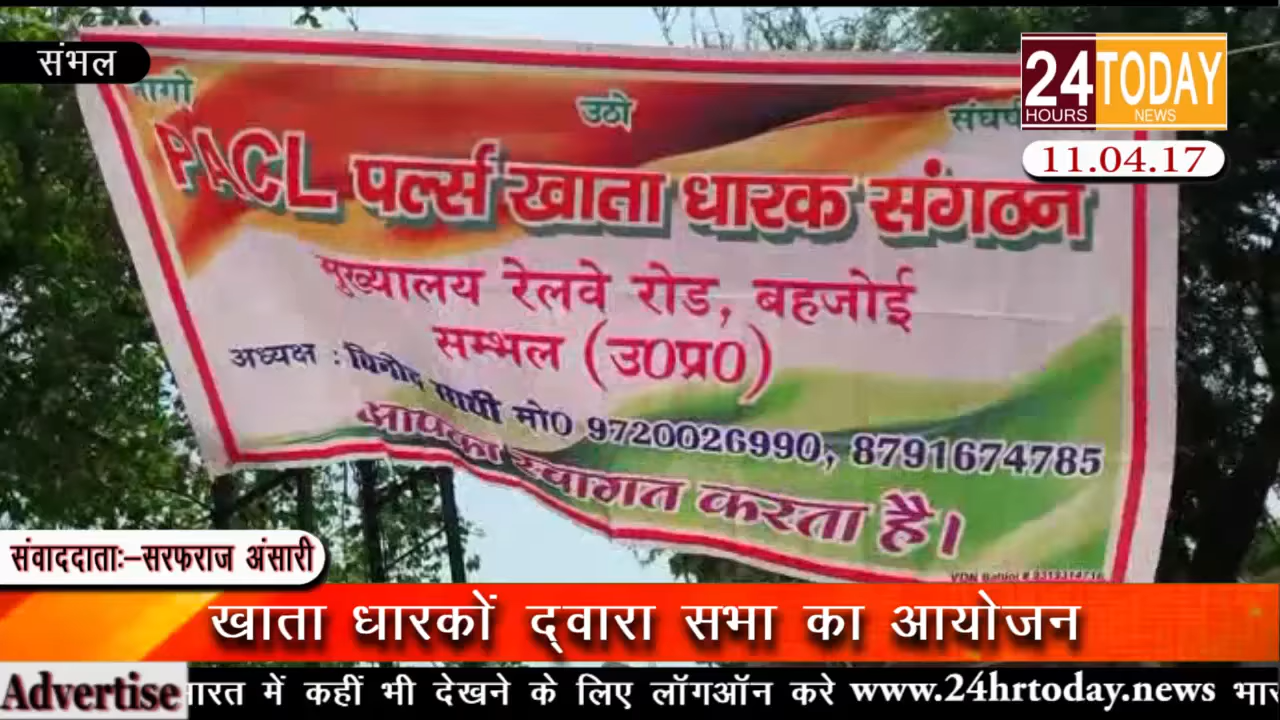 संभल
24 HOURS TODAY NEWS
11.04.17
जागो उठो
PACL पर्ल्स खाता धारक संगठन
मुख्यालय रेलवे रोड, बहजोई
सम्भल (उ0प्र0)
अध्यक्ष : विनोद साथी मो0 9720026990, 8791674785
आपका स्वागत करता है।
संवाददाताः-सरफराज अंसारी
खाता धारकों द्वारा सभा का आयोजन
Advertise भारत में कहीं भी देखने के लिए लॉगऑन करे www.24hrtoday.news